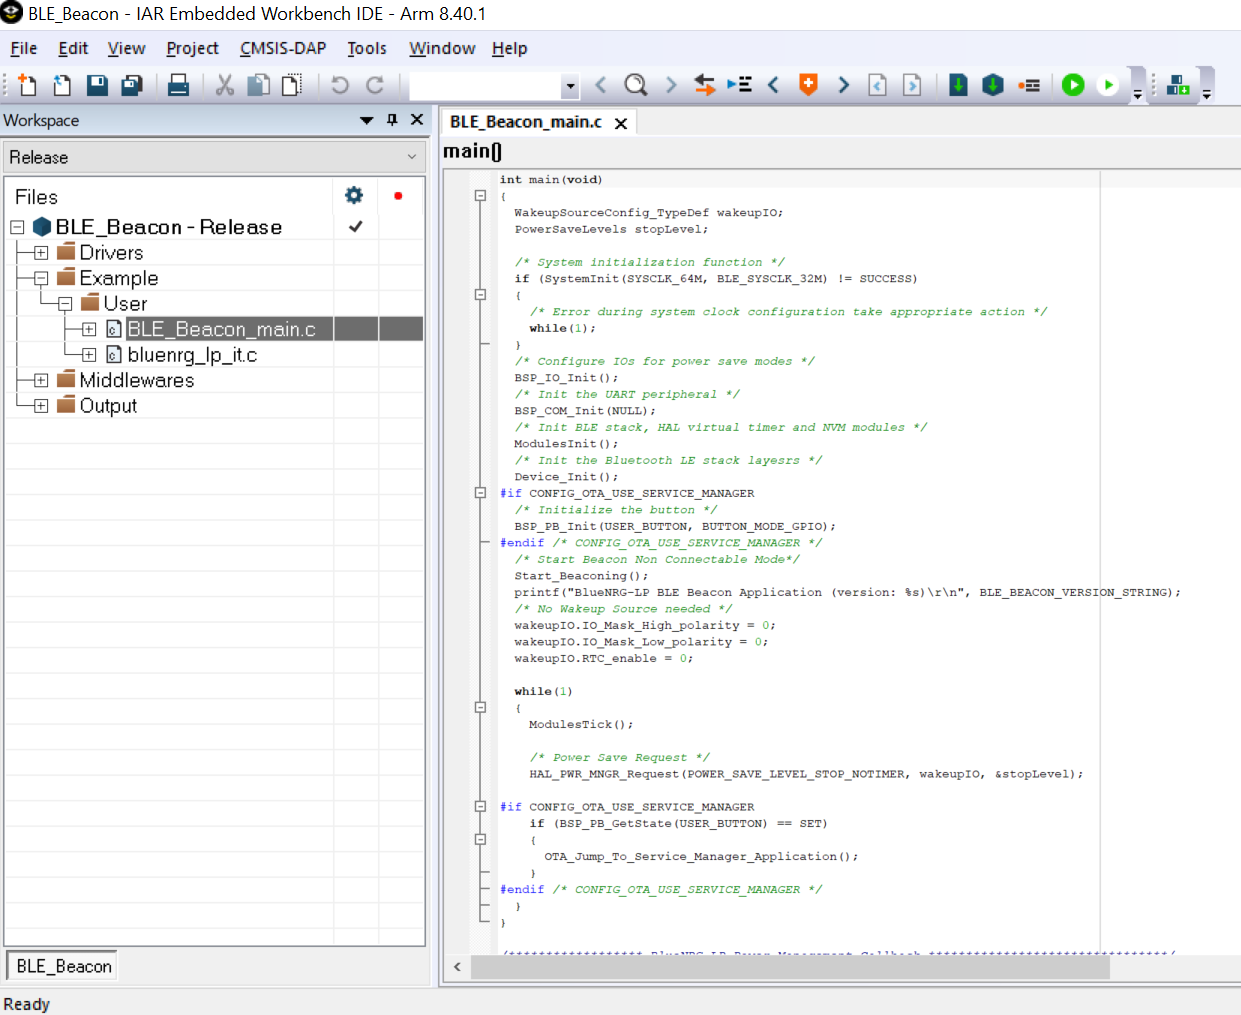 BLE_Beacon - IAR Embedded Workbench IDE - Arm 8.40.1
File Edit View Project CMSIS-DAP Tools Window Help
Workspace
Release
Files
BLE_Beacon - Release
Drivers
Example
User
BLE_Beacon_main.c
bluenrg_lp_it.c
Middlewares
Output
BLE_Beacon
BLE_Beacon_main.c
main()
int main(void)
{
WakeupSourceConfig_TypeDef wakeupIO;
PowerSaveLevels stopLevel;
/* System initialization function */
if (SystemInit(SYSCLK_64M, BLE_SYSCLK_32M) != SUCCESS)
{
/* Error during system clock configuration take appropriate action */
while(1);
}
/* Configure IOs for power save modes */
BSP_IO_Init();
/* Init the UART peripheral */
BSP_COM_Init(NULL);
/* Init BLE stack, HAL virtual timer and NVM modules */
ModulesInit();
/* Init the Bluetooth LE stack layesrs */
Device_Init();
#if CONFIG_OTA_USE_SERVICE_MANAGER
/* Initialize the button */
BSP_PB_Init(USER_BUTTON, BUTTON_MODE_GPIO);
#endif /* CONFIG_OTA_USE_SERVICE_MANAGER */
/* Start Beacon Non Connectable Mode*/
Start_Beaconing();
printf("BlueNRG-LP BLE Beacon Application (version: %s)\r\n", BLE_BEACON_VERSION_STRING);
/* No Wakeup Source needed */
wakeupIO.IO_Mask_High_polarity = 0;
wakeupIO.IO_Mask_Low_polarity = 0;
wakeupIO.RTC_enable = 0;
while(1)
{
ModulesTick();
/* Power Save Request */
HAL_PWR_MNGR_Request(POWER_SAVE_LEVEL_STOP_NOTIMER, wakeupIO, &stopLevel);
#if CONFIG_OTA_USE_SERVICE_MANAGER
if (BSP_PB_GetState(USER_BUTTON) == SET)
{
OTA_Jump_To_Service_Manager_Application();
}
#endif /* CONFIG_OTA_USE_SERVICE_MANAGER */
}
}
Ready